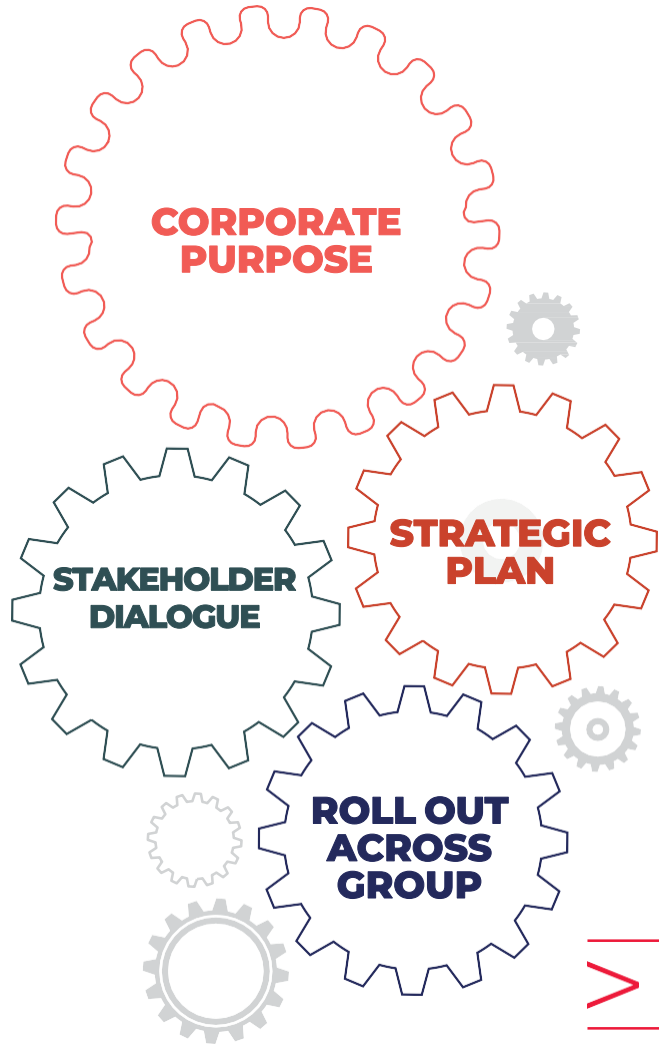 CORPORATE
PURPOSE
STRATEGIC
PLAN
STAKEHOLDER
DIALOGUE
ROLL OUT
ACROSS
GROUP